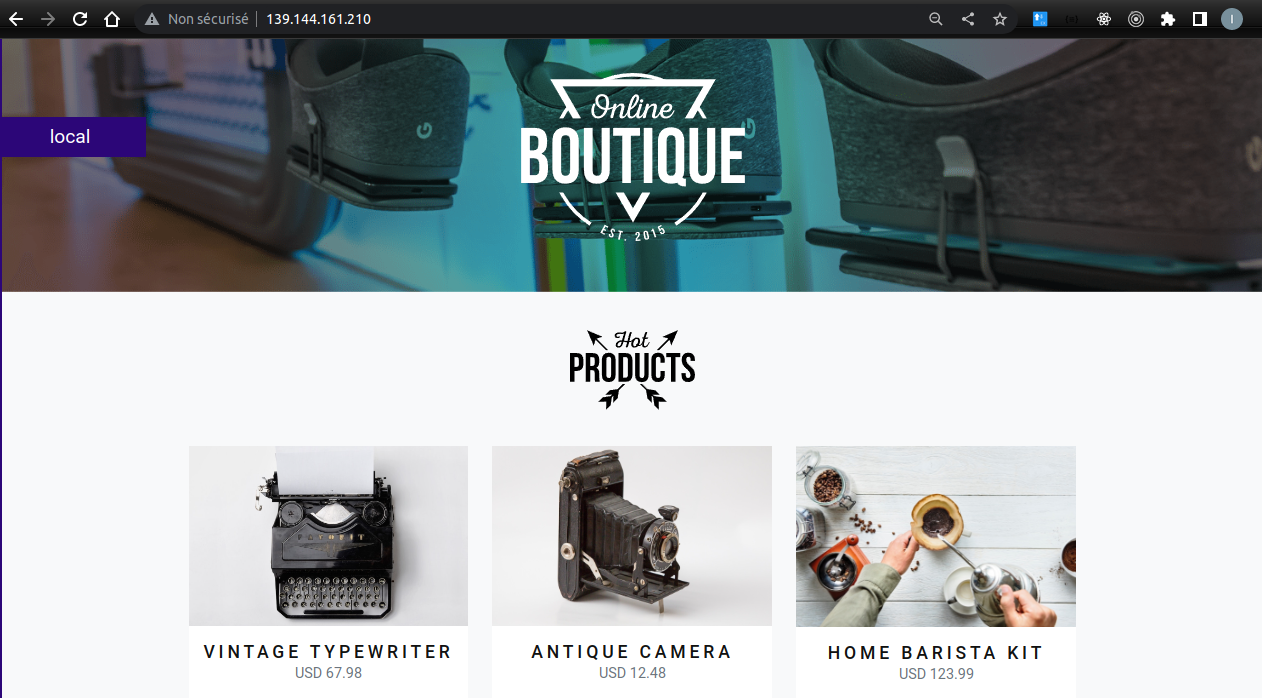 Non sécurisé 139.144.161.210
I
local
Online
BOUTIQUE
EST. 2015
G
G
Hot
PRODUCTS
VINTAGE TYPEWRITER
USD 67.98
ANTIQUE CAMERA
USD 12.48
HOME BARISTA KIT
USD 123.99